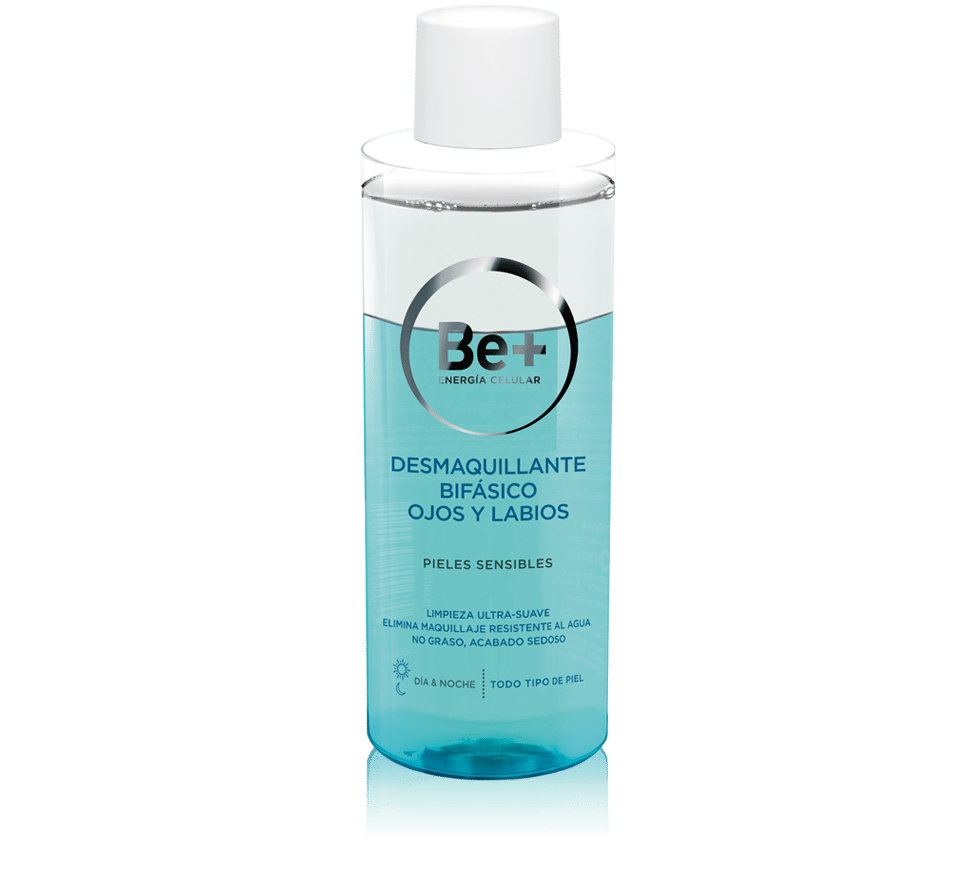 Be+
ENERGÍA CELULAR
DESMAQUILLANTE
BIFÁSICO
OJOS Y LABIOS
PIELES SENSIBLES
LIMPIEZA ULTRA-SUAVE
ELIMINA MAQUILLAJE RESISTENTE AL AGUA
NO GRASO, ACABADO SEDOSO
DÍA & NOCHE
TODO TIPO DE PIEL